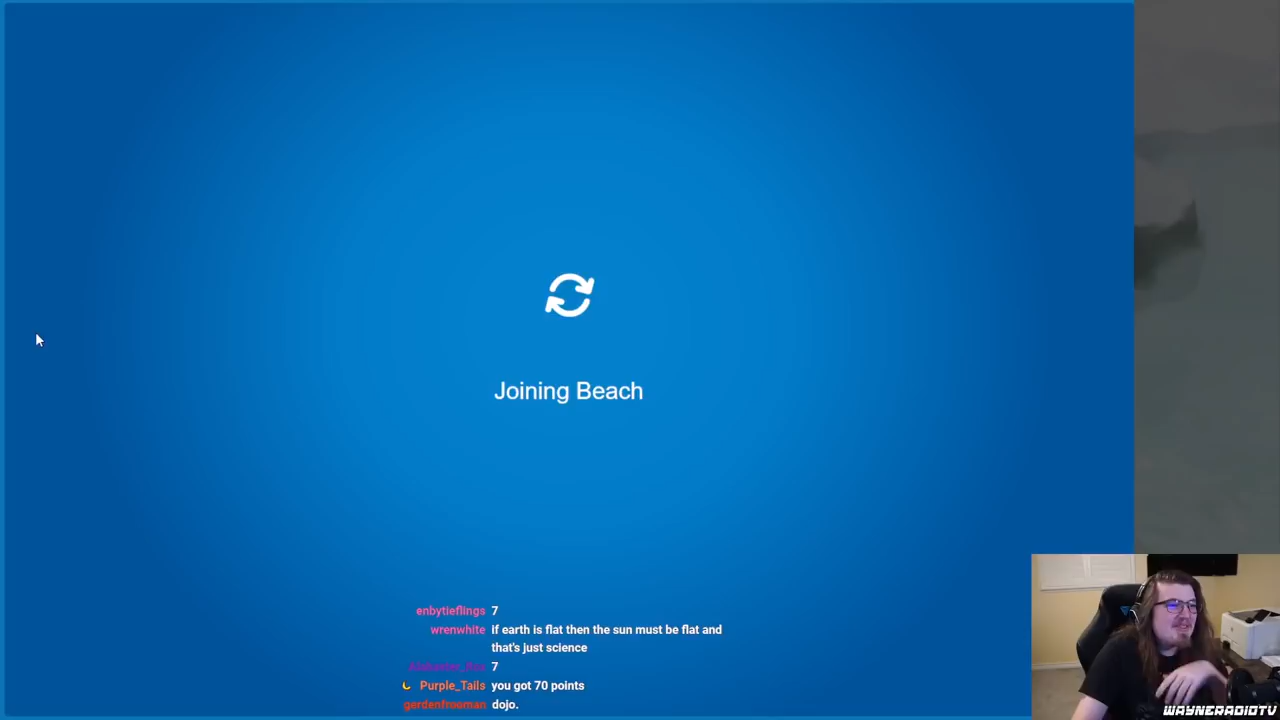 Joining Beach
enbytieflings 7
wrenwhite If earth is flat then the sun must be flat and
that's just science
7
Purple_Tails you got 70 points
gerdenfreeman dojo.
WAYNERADIOTV